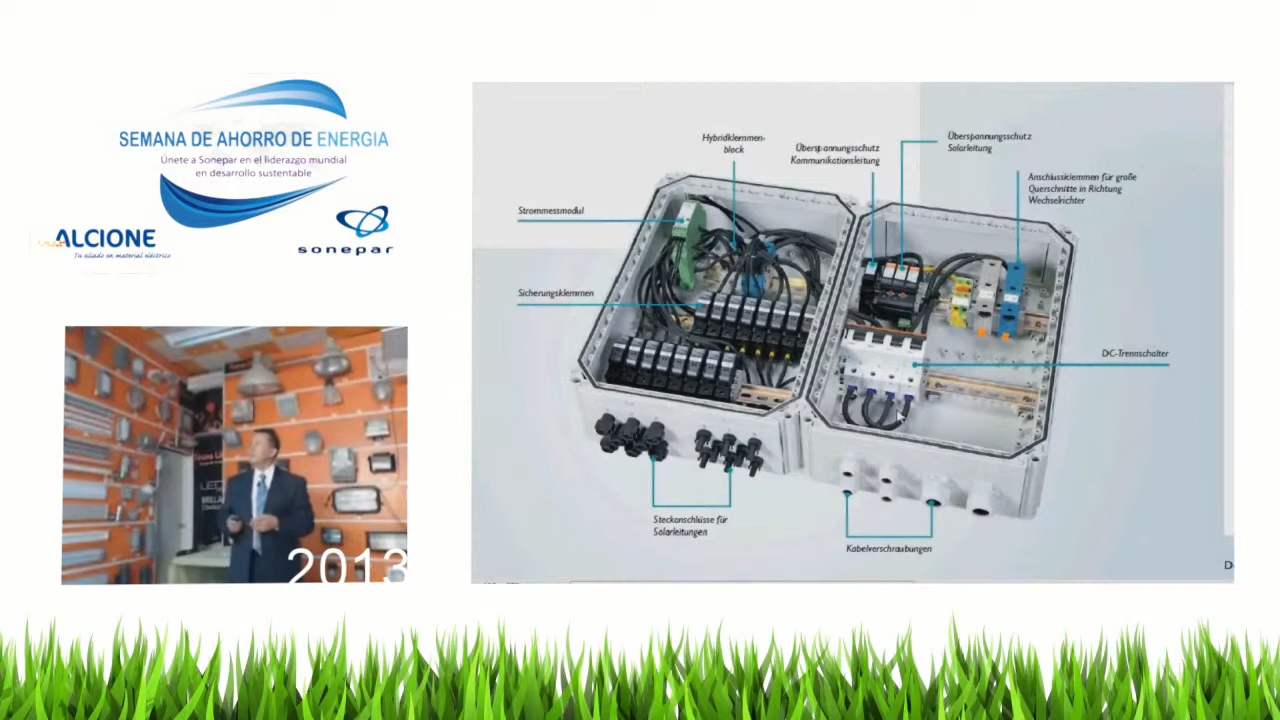 SEMANA DE AHORRO DE ENERGIA
Únete a Sonepar en el liderazgo mundial
en desarrollo sustentable
ALCIONE
Tu aliado en material eléctrico
sonepar
2013
Hybridklemmen-
block
Überspannungsschutz
Kommunikationsleitung
Überspannungsschutz
Solarleitung
Anschlussklemmen für große
Querschnitte in Richtung
Wechselrichter
Strommessmodul
Sicherungsklemmen
DC-Trennschalter
Steckanschlüsse für
Solarleitungen
Kabelverschraubungen